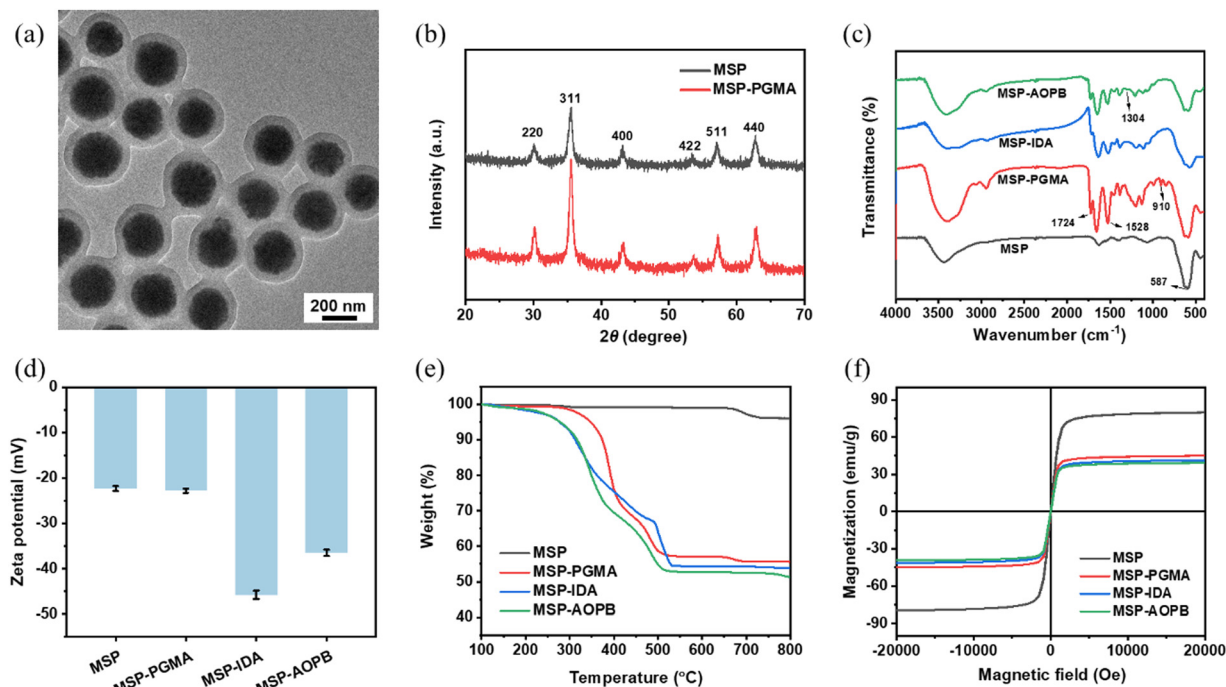 (a)
200 nm
(b)
MSP
MSP-PGMA
220
311
400
422
511
440
Intensity (a.u.)
20 30 40 50 60 70
2θ (degree)
(c)
MSP-AOPB
1304
MSP-IDA
MSP-PGMA
910
1724
1528
MSP
587
Transmittance (%)
4000 3500 3000 2500 2000 1500 1000 500
Wavenumber (cm⁻¹)
(d)
0
-10
-20
-30
-40
-50
Zeta potential (mV)
MSP
MSP-PGMA
MSP-IDA
MSP-AOPB
(e)
100
90
80
70
60
50
40
Weight (%)
MSP
MSP-PGMA
MSP-IDA
MSP-AOPB
100 200 300 400 500 600 700 800
Temperature (°C)
(f)
90
60
30
0
-30
-60
-90
Magnetization (emu/g)
MSP
MSP-PGMA
MSP-IDA
MSP-AOPB
-20000 -10000 0 10000 20000
Magnetic field (Oe)